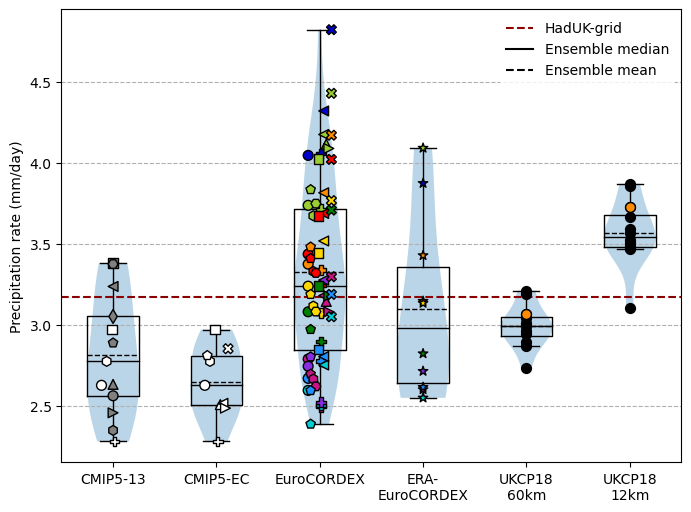 HadUK-grid
Ensemble median
Ensemble mean
Precipitation rate (mm/day)
4.5
4.0
3.5
3.0
2.5
CMIP5-13
CMIP5-EC
EuroCORDEX
ERA-
EuroCORDEX
UKCP18
60km
UKCP18
12km